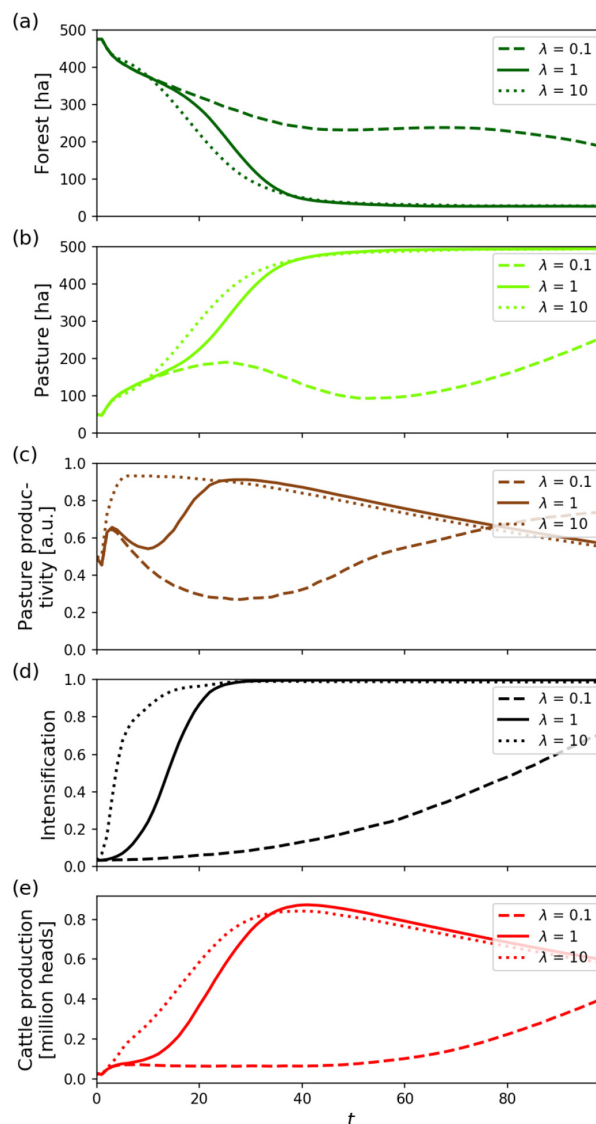 (a)
500
400
300
200
100
0
Forest [ha]
λ = 0.1
λ = 1
λ = 10
(b)
500
400
300
200
100
0
Pasture [ha]
λ = 0.1
λ = 1
λ = 10
(c)
1.0
0.8
0.6
0.4
0.2
0.0
Pasture produc-
tivity [a.u.]
λ = 0.1
λ = 1
λ = 10
(d)
1.0
0.8
0.6
0.4
0.2
0.0
Intensification
λ = 0.1
λ = 1
λ = 10
(e)
0.8
0.6
0.4
0.2
0.0
Cattle production
[million heads]
λ = 0.1
λ = 1
λ = 10
0 20 40 60 80
t